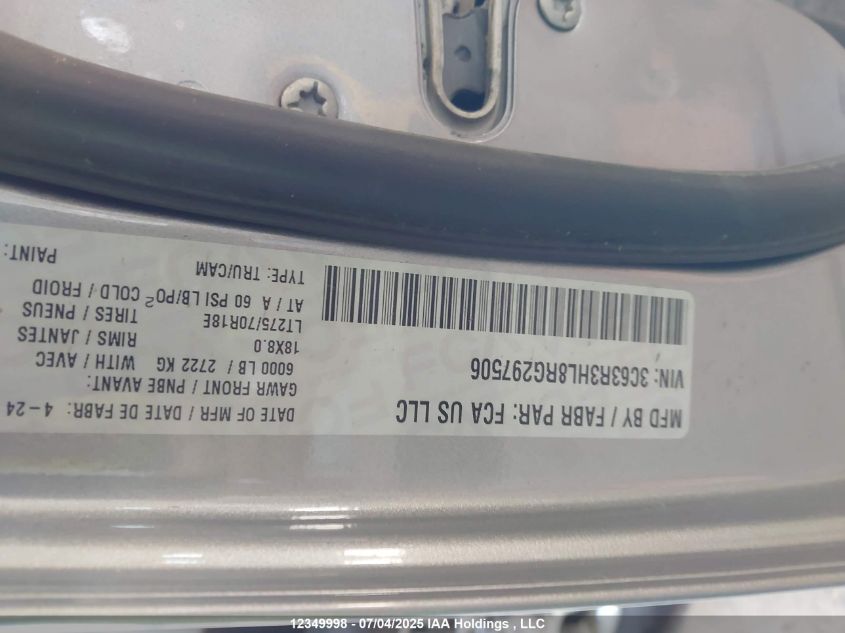 MFD BY / FABR PAR: FCA US LLC
DATE OF MFR / DATE DE FABR: 4-24
GAWR FRONT / PNBE AVANT:
6000 LB / 2722 KG WITH / AVEC
18X8.0 RIMS / JANTES
LT275/70R18E TIRES / PNEUS
AT / A 60 PSI LB/PO2 COLD / FROID
VIN: 3C63R3HL8RG297506
TYPE: TRU/CAM
PAINT:
12349998 - 07/04/2025 IAA Holdings , LLC